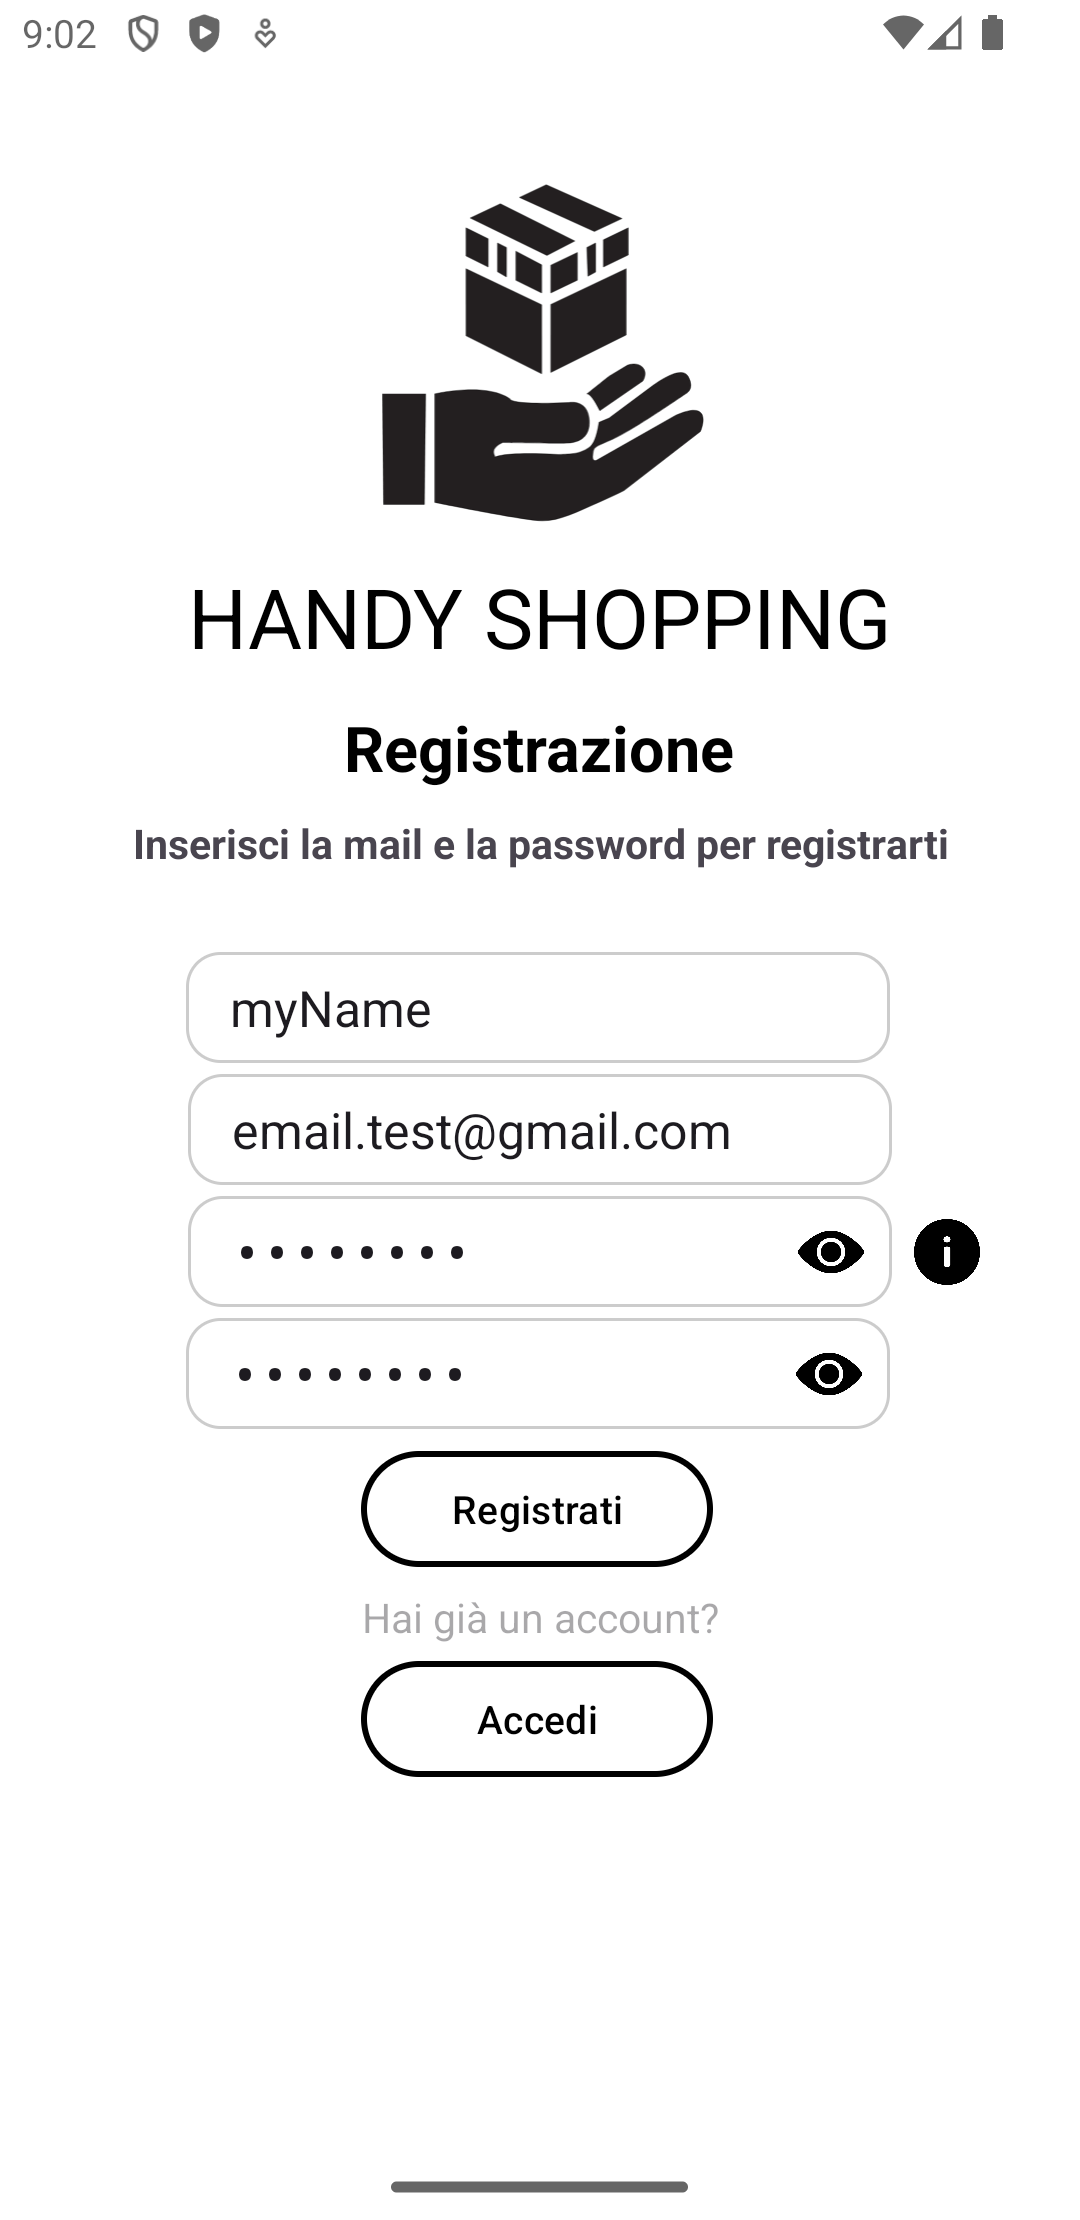 9:02
HANDY SHOPPING
Registrazione
Inserisci la mail e la password per registrarti
myName
email.test@gmail.com
••••••••
i
••••••••
Registrati
Hai già un account?
Accedi